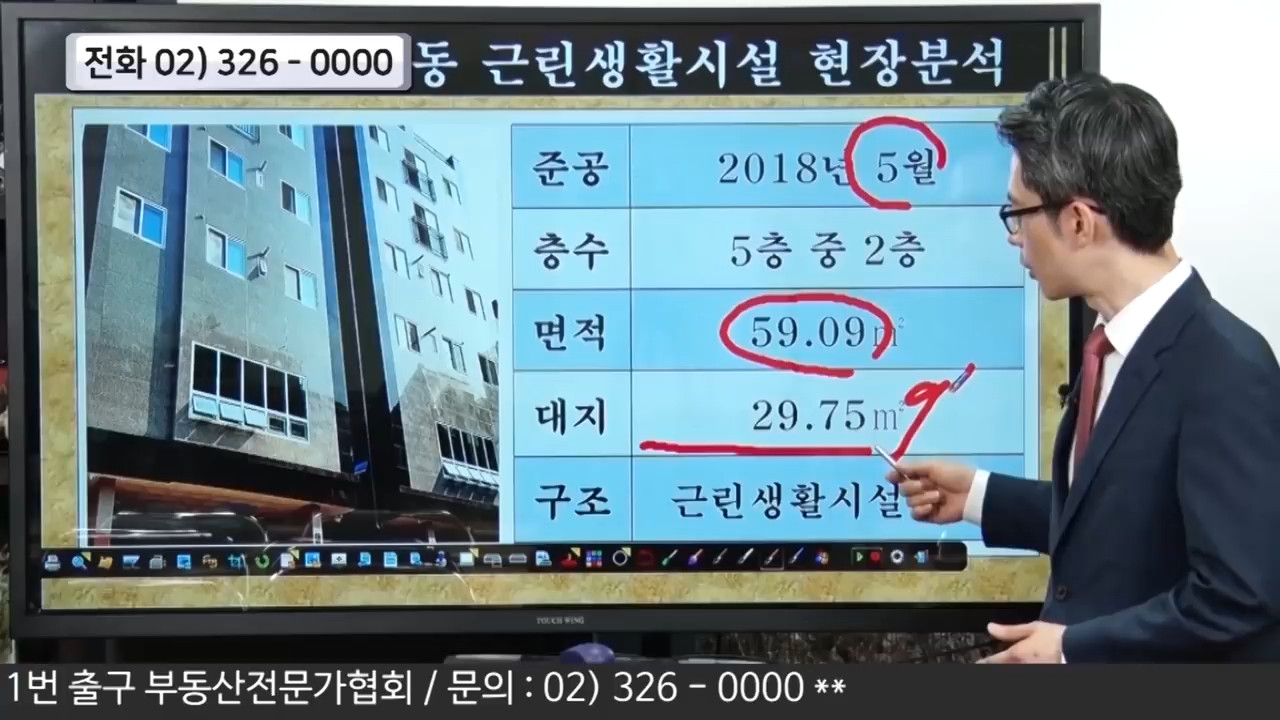 전화 02) 326 - 0000
동 근린생활시설 현장분석
준공 2018년 5월
층수 5층 중 2층
면적 59.09㎡
대지 29.75㎡ 9
구조 근린생활시설
TOUCH WING
1번 출구 부동산전문가협회 / 문의 : 02) 326 - 0000 **